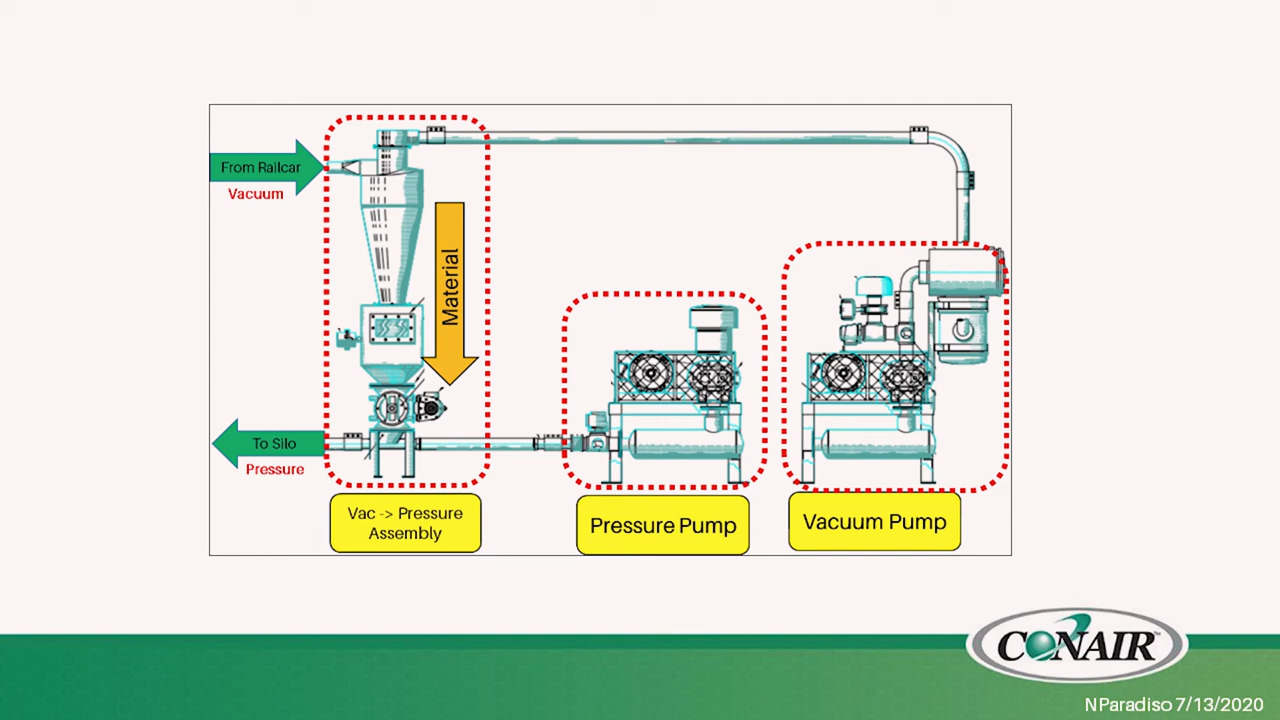 From Railcar
Vacuum
Material
To Silo
Pressure
Vac -> Pressure
Assembly
Pressure Pump
Vacuum Pump
CONAIR
NParadiso 7/13/2020